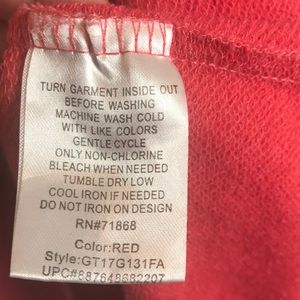 TURN GARMENT INSIDE OUT
BEFORE WASHING
MACHINE WASH COLD
WITH LIKE COLORS
GENTLE CYCLE
ONLY NON-CHLORINE
BLEACH WHEN NEEDED
TUMBLE DRY LOW
COOL IRON IF NEEDED
DO NOT IRON ON DESIGN
RN#71868
Color:RED
Style:GT17G131FA
UPC#887648682207